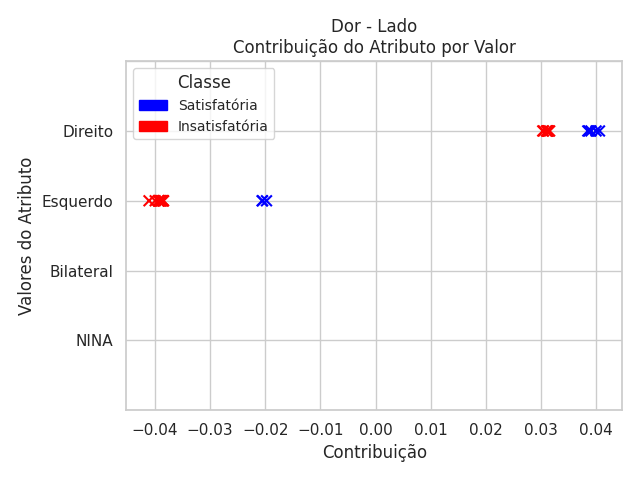 Dor - Lado
Contribuição do Atributo por Valor
Classe
Satisfatória
Insatisfatória
Valores do Atributo
Direito
Esquerdo
Bilateral
NINA
−0.04 −0.03 −0.02 −0.01 0.00 0.01 0.02 0.03 0.04
Contribuição